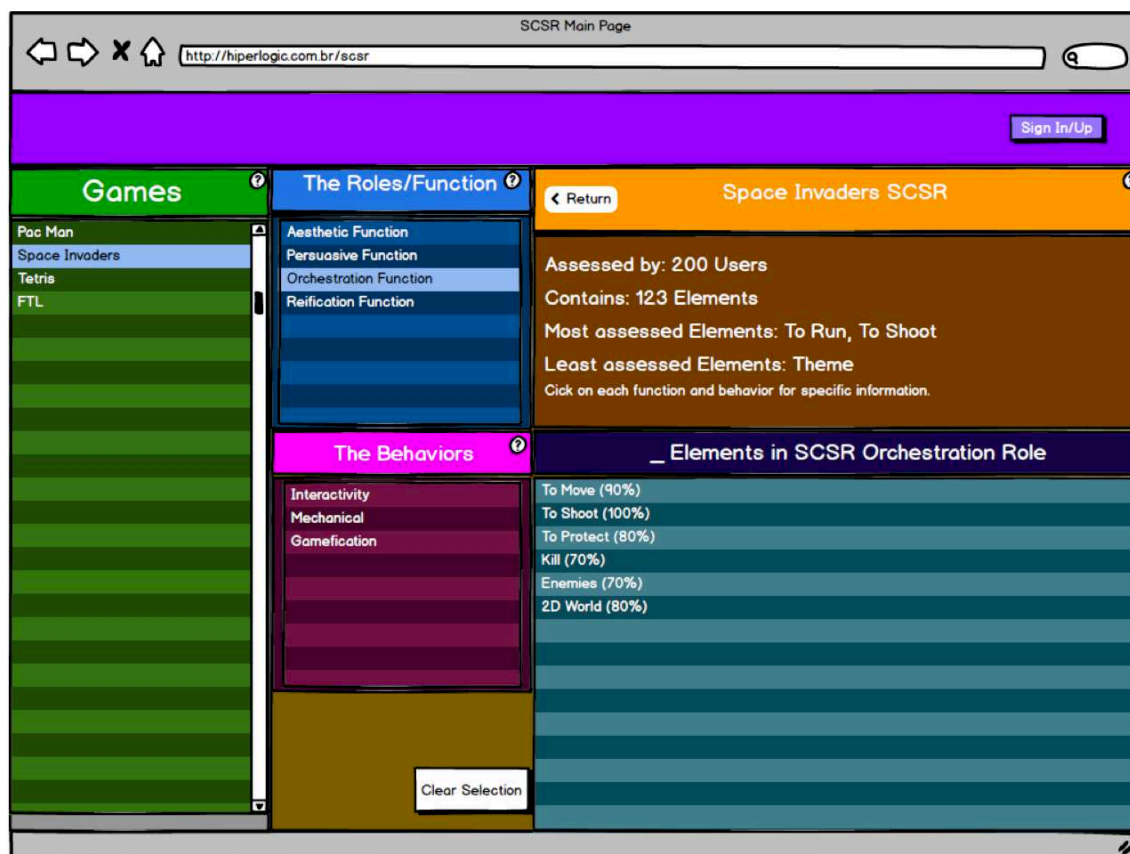 SCSR Main Page
http://hiperlogic.com.br/scsr
Sign In/Up
Games
?
Pac Man
Space Invaders
Tetris
FTL
The Roles/Function
?
Aesthetic Function
Persuasive Function
Orchestration Function
Reification Function
The Behaviors
?
Interactivity
Mechanical
Gamefication
Clear Selection
< Return
Space Invaders SCSR
?
Assessed by: 200 Users
Contains: 123 Elements
Most assessed Elements: To Run, To Shoot
Least assessed Elements: Theme
Cick on each function and behavior for specific information.
_ Elements in SCSR Orchestration Role
To Move (90%)
To Shoot (100%)
To Protect (80%)
Kill (70%)
Enemies (70%)
2D World (80%)